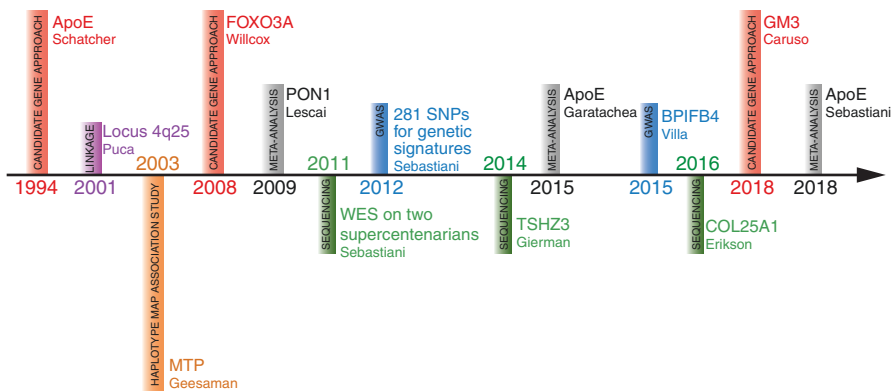 CANDIDATE GENE APPROACH
ApoE
Schatcher
1994
LINKAGE
Locus 4q25
Puca
2001
2003
HAPLOTYPE MAP ASSOCIATION STUDY
MTP
Geesaman
CANDIDATE GENE APPROACH
FOXO3A
Willcox
2008
META-ANALYSIS
PON1
Lescai
2009
2011
SEQUENCING
WES on two
supercentenarians
Sebastiani
GWAS
281 SNPs
for genetic
signatures
Sebastiani
2012
2014
SEQUENCING
TSHZ3
Gierman
META-ANALYSIS
ApoE
Garatachea
2015
GWAS
BPIFB4
Villa
2015
2016
SEQUENCING
COL25A1
Erikson
CANDIDATE GENE APPROACH
GM3
Caruso
2018
META-ANALYSIS
ApoE
Sebastiani
2018